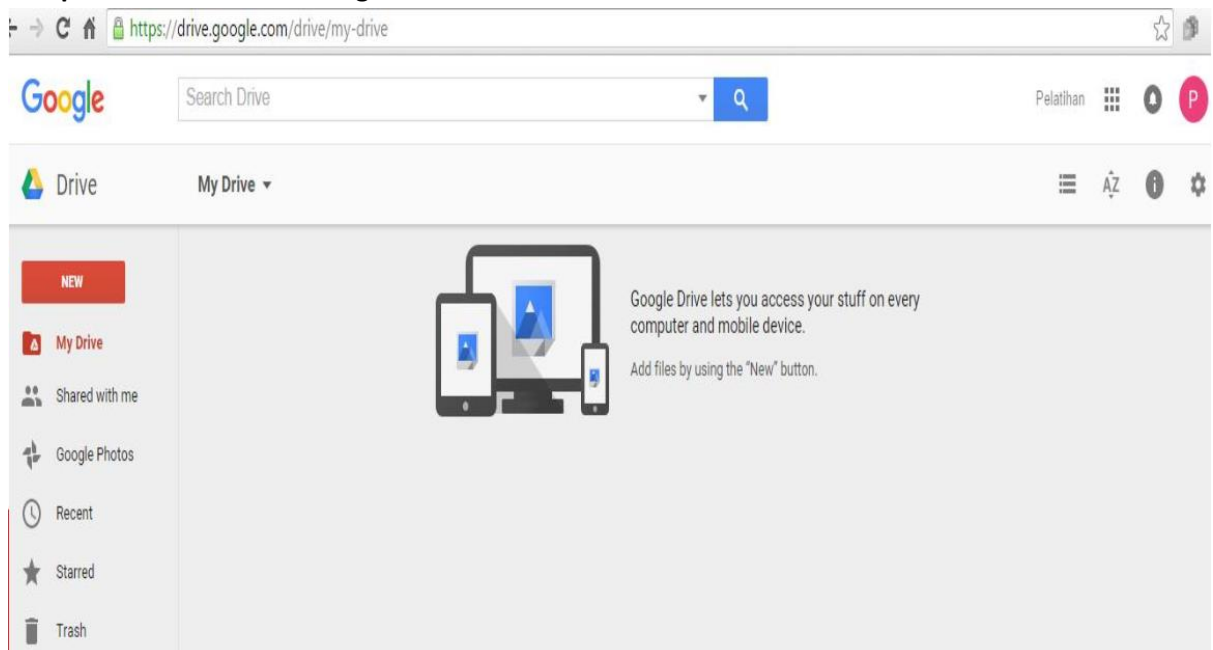 https://drive.google.com/drive/my-drive
Google
Search Drive
Pelatihan
P
Drive
My Drive
AZ
NEW
My Drive
Shared with me
Google Photos
Recent
Starred
Trash
Google Drive lets you access your stuff on every
computer and mobile device.
Add files by using the "New" button.